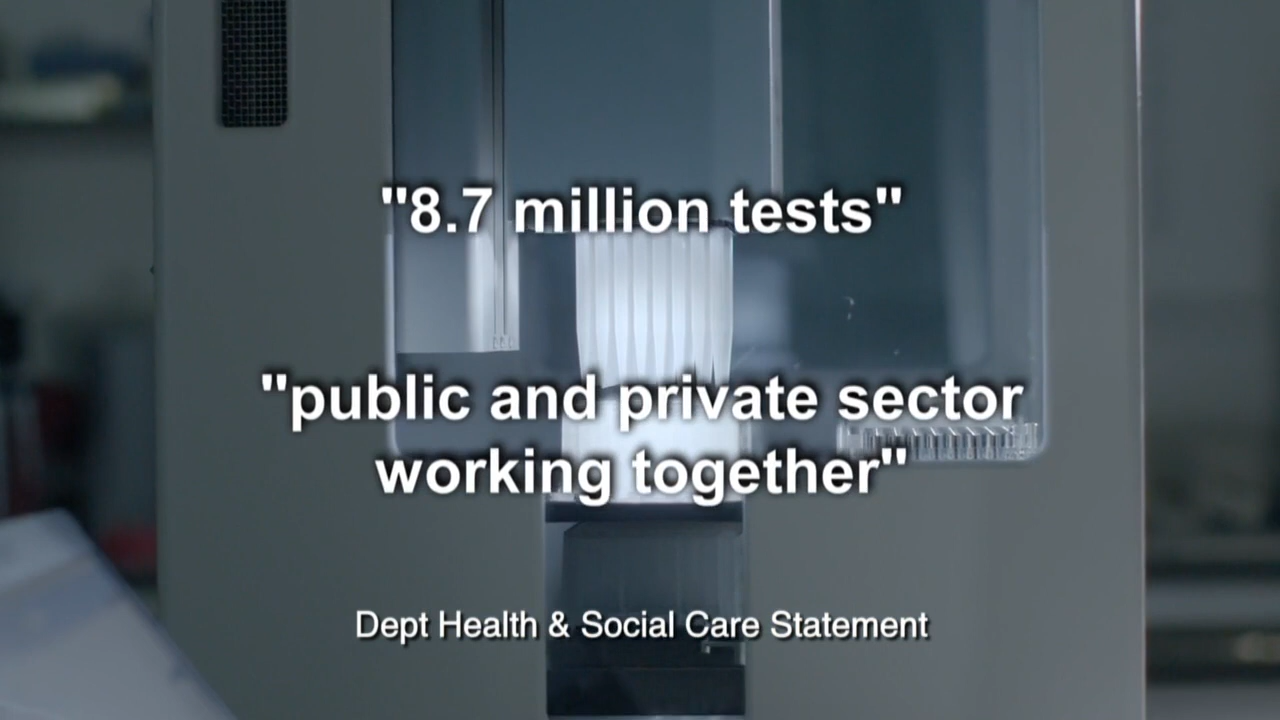 "8.7 million tests"
"public and private sector
working together"
Dept Health & Social Care Statement